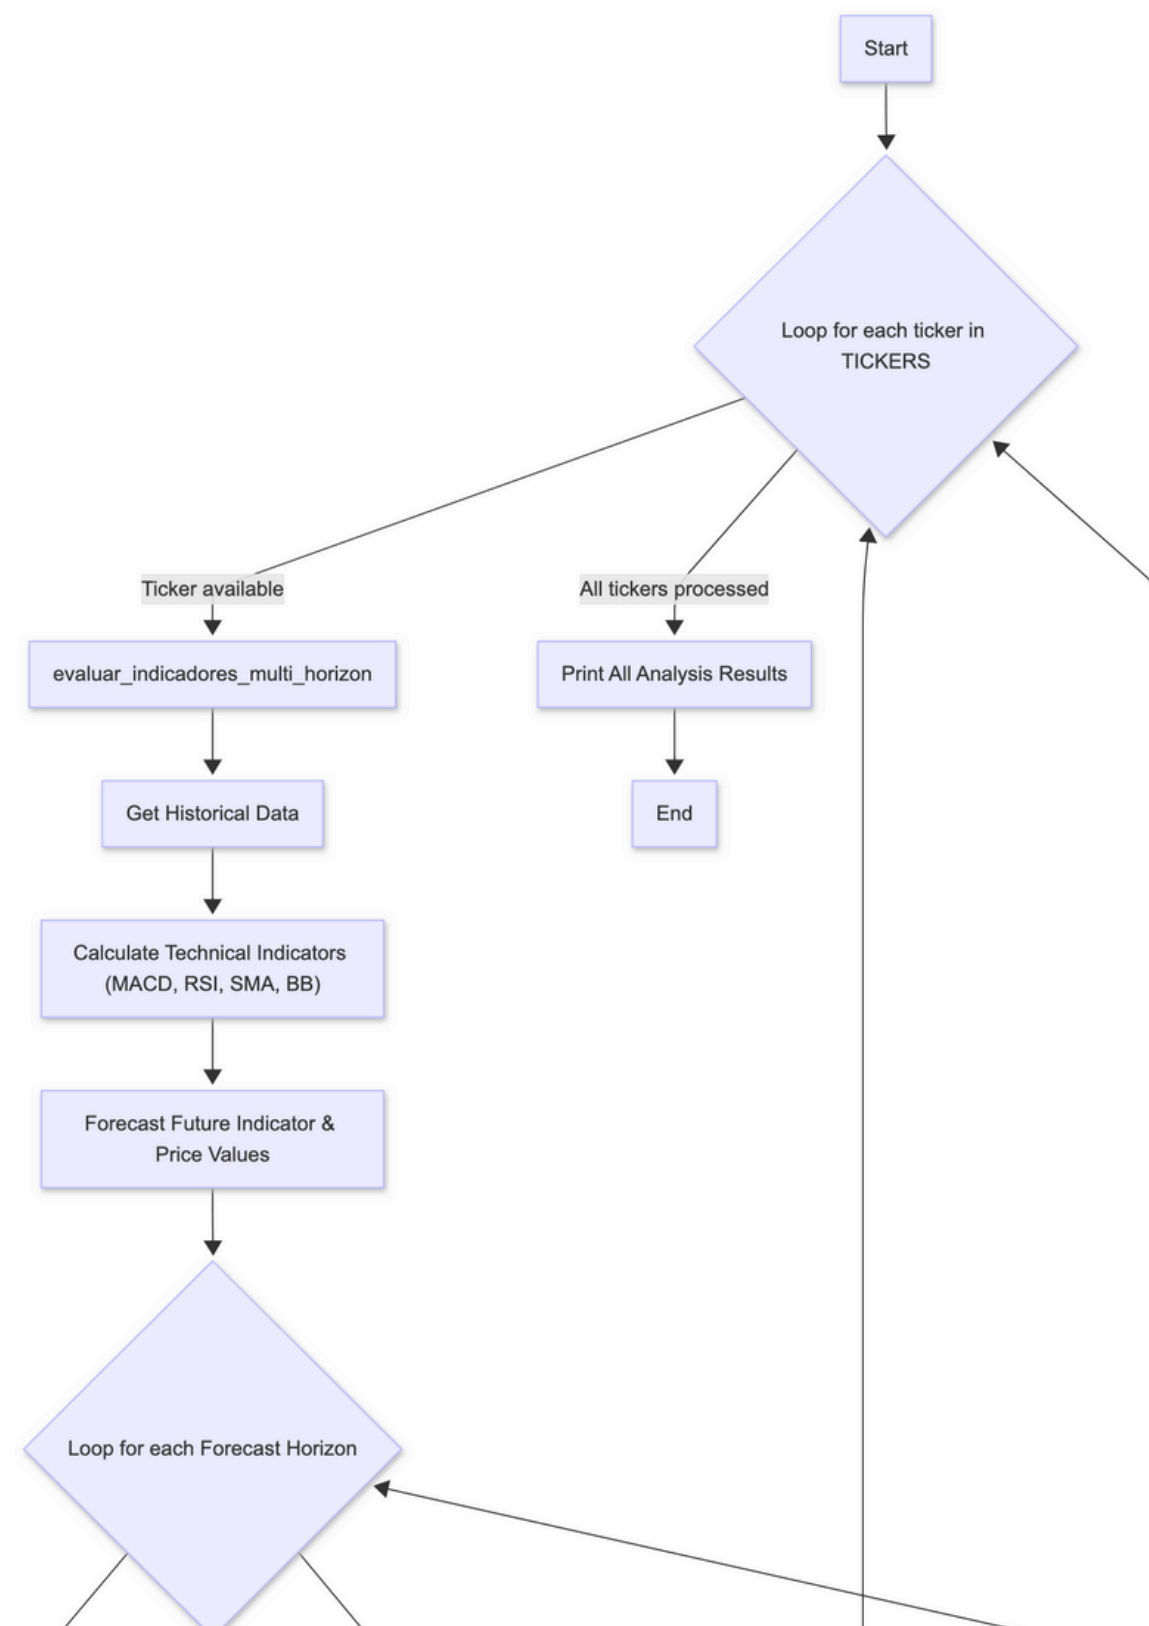 Start
Loop for each ticker in
TICKERS
Ticker available
All tickers processed
evaluar_indicadores_multi_horizon
Print All Analysis Results
Get Historical Data
End
Calculate Technical Indicators
(MACD, RSI, SMA, BB)
Forecast Future Indicator &
Price Values
Loop for each Forecast Horizon